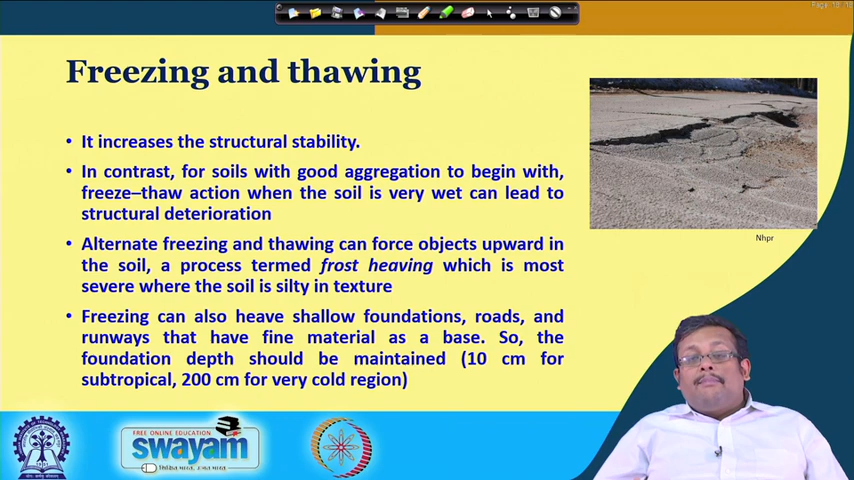 Freezing and thawing
• It increases the structural stability.
• In contrast, for soils with good aggregation to begin with,
freeze–thaw action when the soil is very wet can lead to
structural deterioration
• Alternate freezing and thawing can force objects upward in
the soil, a process termed frost heaving which is most
severe where the soil is silty in texture
• Freezing can also heave shallow foundations, roads, and
runways that have fine material as a base. So, the
foundation depth should be maintained (10 cm for
subtropical, 200 cm for very cold region)
Nhpr
FREE ONLINE EDUCATION
swayam